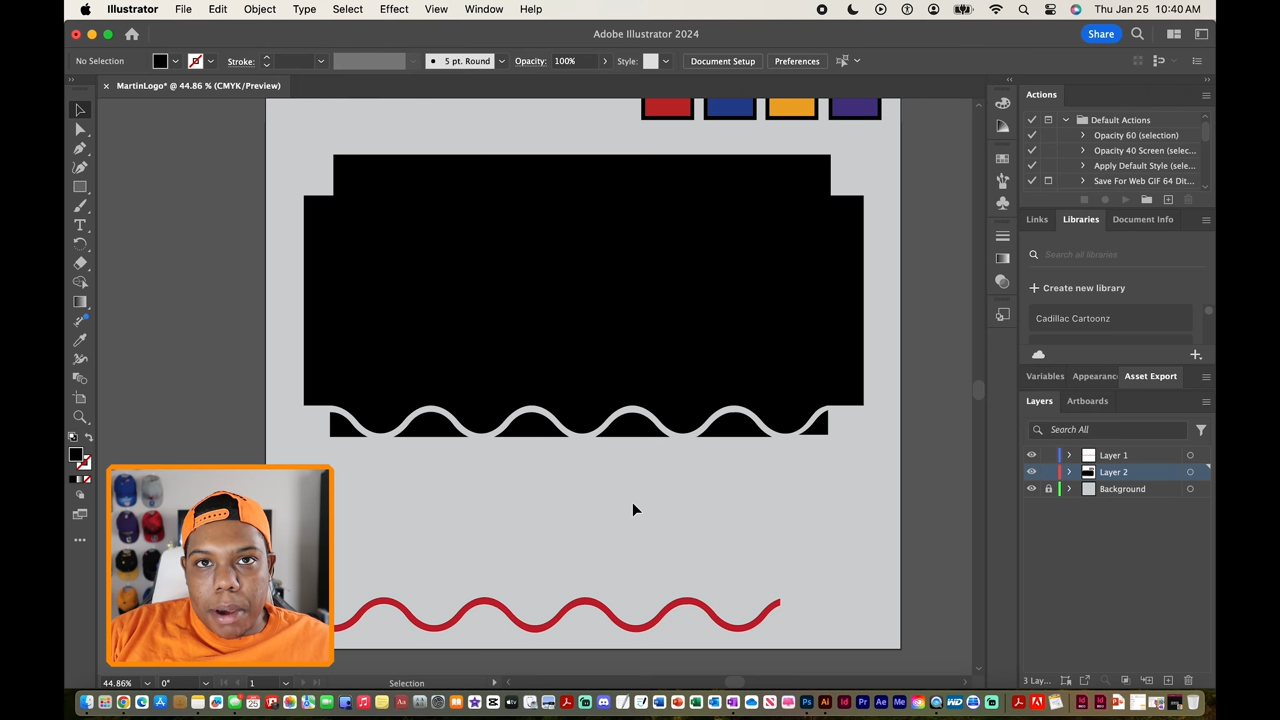 Illustrator File Edit Object Type Select Effect View Window Help Thu Jan 25 10:40 AM
Adobe Illustrator 2024 Share
No Selection Stroke: 5 pt. Round Opacity: 100% Style: Document Setup Preferences
MartinLogo* @ 44.86 % (CMYK/Preview)
Actions
Default Actions
Opacity 60 (selection)
Opacity 40 Screen (selec...
Apply Default Style (sele...
Save For Web GIF 64 Dit...
Links Libraries Document Info
Search all libraries
Create new library
Cadillac Cartoonz
Variables Appearanc Asset Export
Layers Artboards
Search All
Layer 1
Layer 2
Background
44.86% 0° 1 Selection 3 Lay...